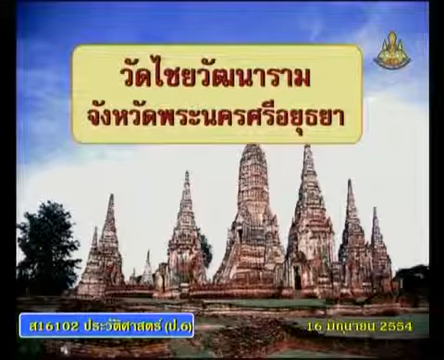 วัดไชยวัฒนาราม
จังหวัดพระนครศรีอยุธยา
ส16102 ประวัติศาสตร์ (ป.6)
16 มิถุนายน 2554